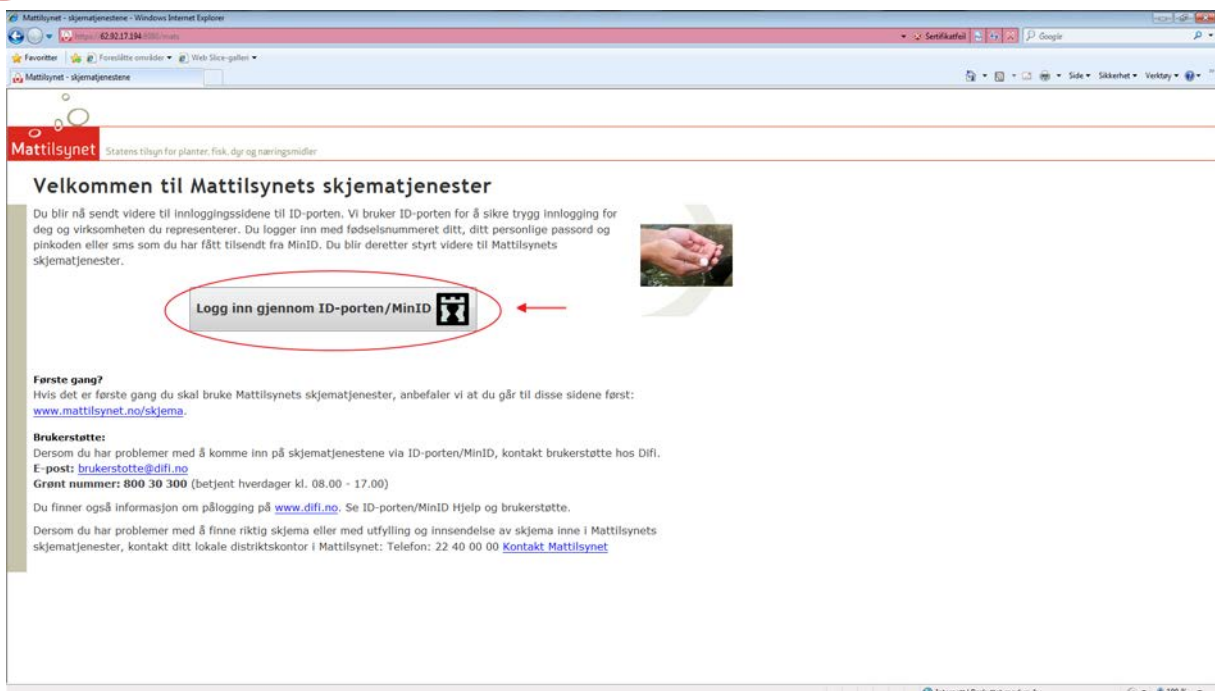 Mattilsynet - skjematjenestene - Windows Internet Explorer
https://62.92.17.194:8080/mats
Sertifikatfeil
Google
Favoritter
Foreslåtte områder
Web Slice-galleri
Mattilsynet - skjematjenestene
Side
Sikkerhet
Verktøy
Mattilsynet
Statens tilsyn for planter, fisk, dyr og næringsmidler
Velkommen til Mattilsynets skjematjenester
Du blir nå sendt videre til innloggingssidene til ID-porten. Vi bruker ID-porten for å sikre trygg innlogging for
deg og virksomheten du representerer. Du logger inn med fødselsnummeret ditt, ditt personlige passord og
pinkoden eller sms som du har fått tilsendt fra MinID. Du blir deretter styrt videre til Mattilsynets
skjematjenester.
Logg inn gjennom ID-porten/MinID
Første gang?
Hvis det er første gang du skal bruke Mattilsynets skjematjenester, anbefaler vi at du går til disse sidene først:
www.mattilsynet.no/skjema.
Brukerstøtte:
Dersom du har problemer med å komme inn på skjematjenestene via ID-porten/MinID, kontakt brukerstøtte hos Difi.
E-post: brukerstotte@difi.no
Grønt nummer: 800 30 300 (betjent hverdager kl. 08.00 - 17.00)
Du finner også informasjon om pålogging på www.difi.no. Se ID-porten/MinID Hjelp og brukerstøtte.
Dersom du har problemer med å finne riktig skjema eller med utfylling og innsendelse av skjema inne i Mattilsynets
skjematjenester, kontakt ditt lokale distriktskontor i Mattilsynet: Telefon: 22 40 00 00 Kontakt Mattilsynet